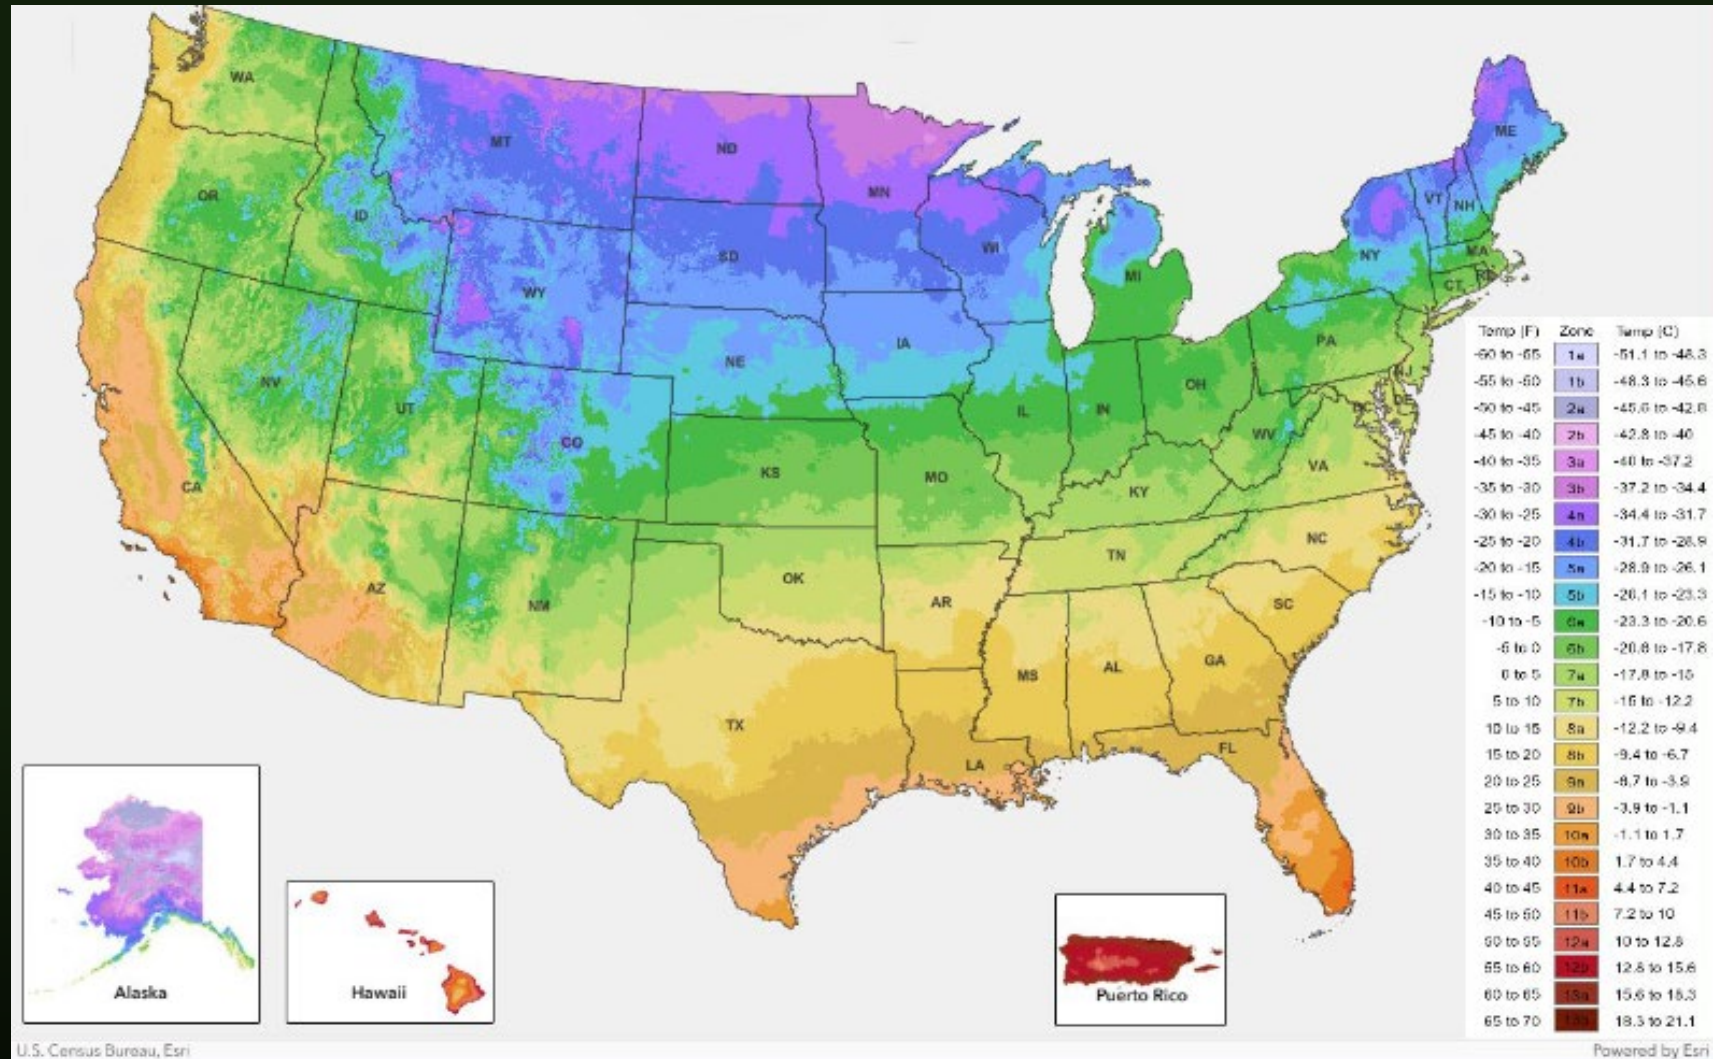 WA
MT
ND
MN
ME
OR
ID
VT
NH
WI
SD
NY
MA
RI
MI
WY
CT
IA
PA
NE
NJ
NV
UT
OH
IL
IN
DE
DC
CO
WV
KS
MO
VA
CA
KY
NC
TN
AZ
OK
NM
AR
SC
GA
MS
AL
TX
FL
LA
Temp (F) Zone Temp (C)
-60 to -55 1a -51.1 to -48.3
-55 to -50 1b -48.3 to -45.6
-50 to -45 2a -45.6 to -42.8
-45 to -40 2b -42.8 to -40
-40 to -35 3a -40 to -37.2
-35 to -30 3b -37.2 to -34.4
-30 to -25 4a -34.4 to -31.7
-25 to -20 4b -31.7 to -28.9
-20 to -15 5a -28.9 to -26.1
-15 to -10 5b -26.1 to -23.3
-10 to -5 6a -23.3 to -20.6
-5 to 0 6b -20.6 to -17.8
0 to 5 7a -17.8 to -15
5 to 10 7b -15 to -12.2
10 to 15 8a -12.2 to -9.4
15 to 20 8b -9.4 to -6.7
20 to 25 9a -6.7 to -3.9
25 to 30 9b -3.9 to -1.1
30 to 35 10a -1.1 to 1.7
35 to 40 10b 1.7 to 4.4
40 to 45 11a 4.4 to 7.2
45 to 50 11b 7.2 to 10
50 to 55 12a 10 to 12.8
55 to 60 12b 12.8 to 15.6
60 to 65 13a 15.6 to 18.3
65 to 70 13b 18.3 to 21.1
Alaska
Hawaii
Puerto Rico
U.S. Census Bureau, Esri
Powered by Esri